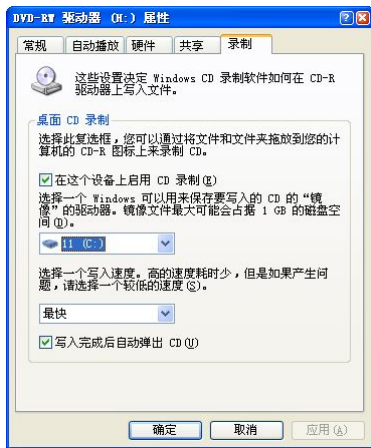 DVD-RW 驱动器 (H:) 属性
常规 自动播放 硬件 共享 录制
这些设置决定 Windows CD 录制软件如何在 CD-R
驱动器上写入文件。
桌面 CD 录制
选择此复选框，您可以通过将文件和文件夹拖放到您的计
算机的 CD-R 图标上来录制 CD。
在这个设备上启用 CD 录制(E)
选择一个 Windows 可以用来保存要写入的 CD 的“镜
像”的驱动器。镜像文件最大可能会占据 1 GB 的磁盘空
间(D)。
11 (C:)
选择一个写入速度。高的速度耗时少，但是如果产生问
题，请选择一个较低的速度(S)。
最快
写入完成后自动弹出 CD(U)
确定 取消 应用(A)